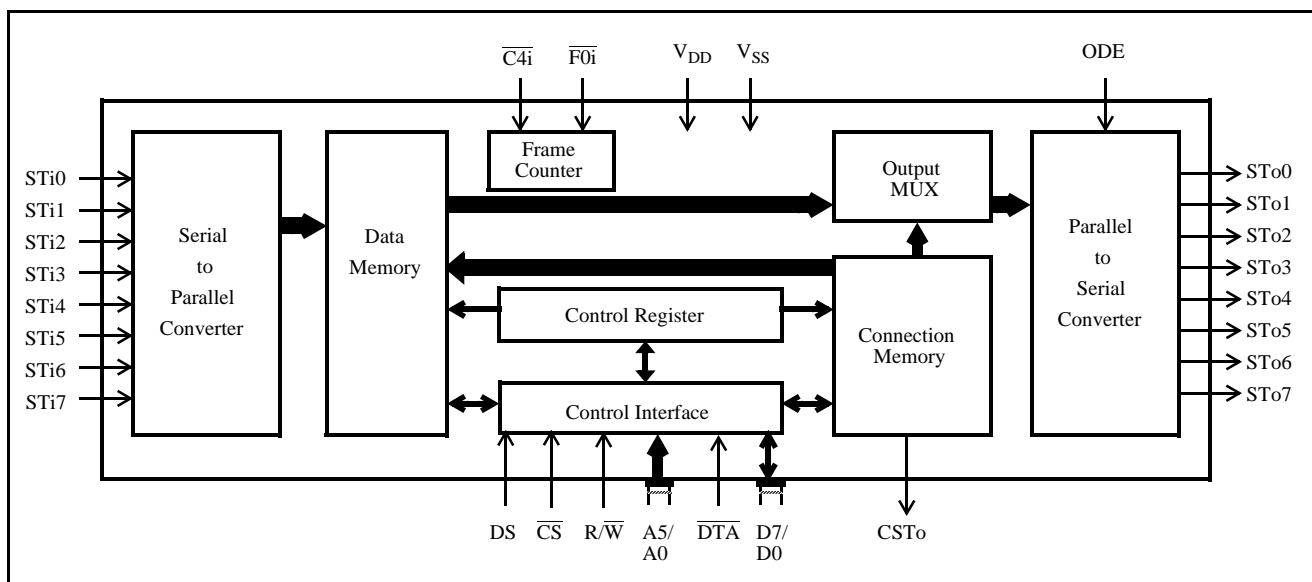 C4i
F0i
VDD
VSS
ODE
STi0
STi1
STi2
STi3
STi4
STi5
STi6
STi7
Serial
to
Parallel
Converter
Data
Memory
Frame
Counter
Control Register
Control Interface
Output
MUX
Connection
Memory
Parallel
to
Serial
Converter
STo0
STo1
STo2
STo3
STo4
STo5
STo6
STo7
DS
CS
R/W
A5/
A0
DTA
D7/
D0
CSTo